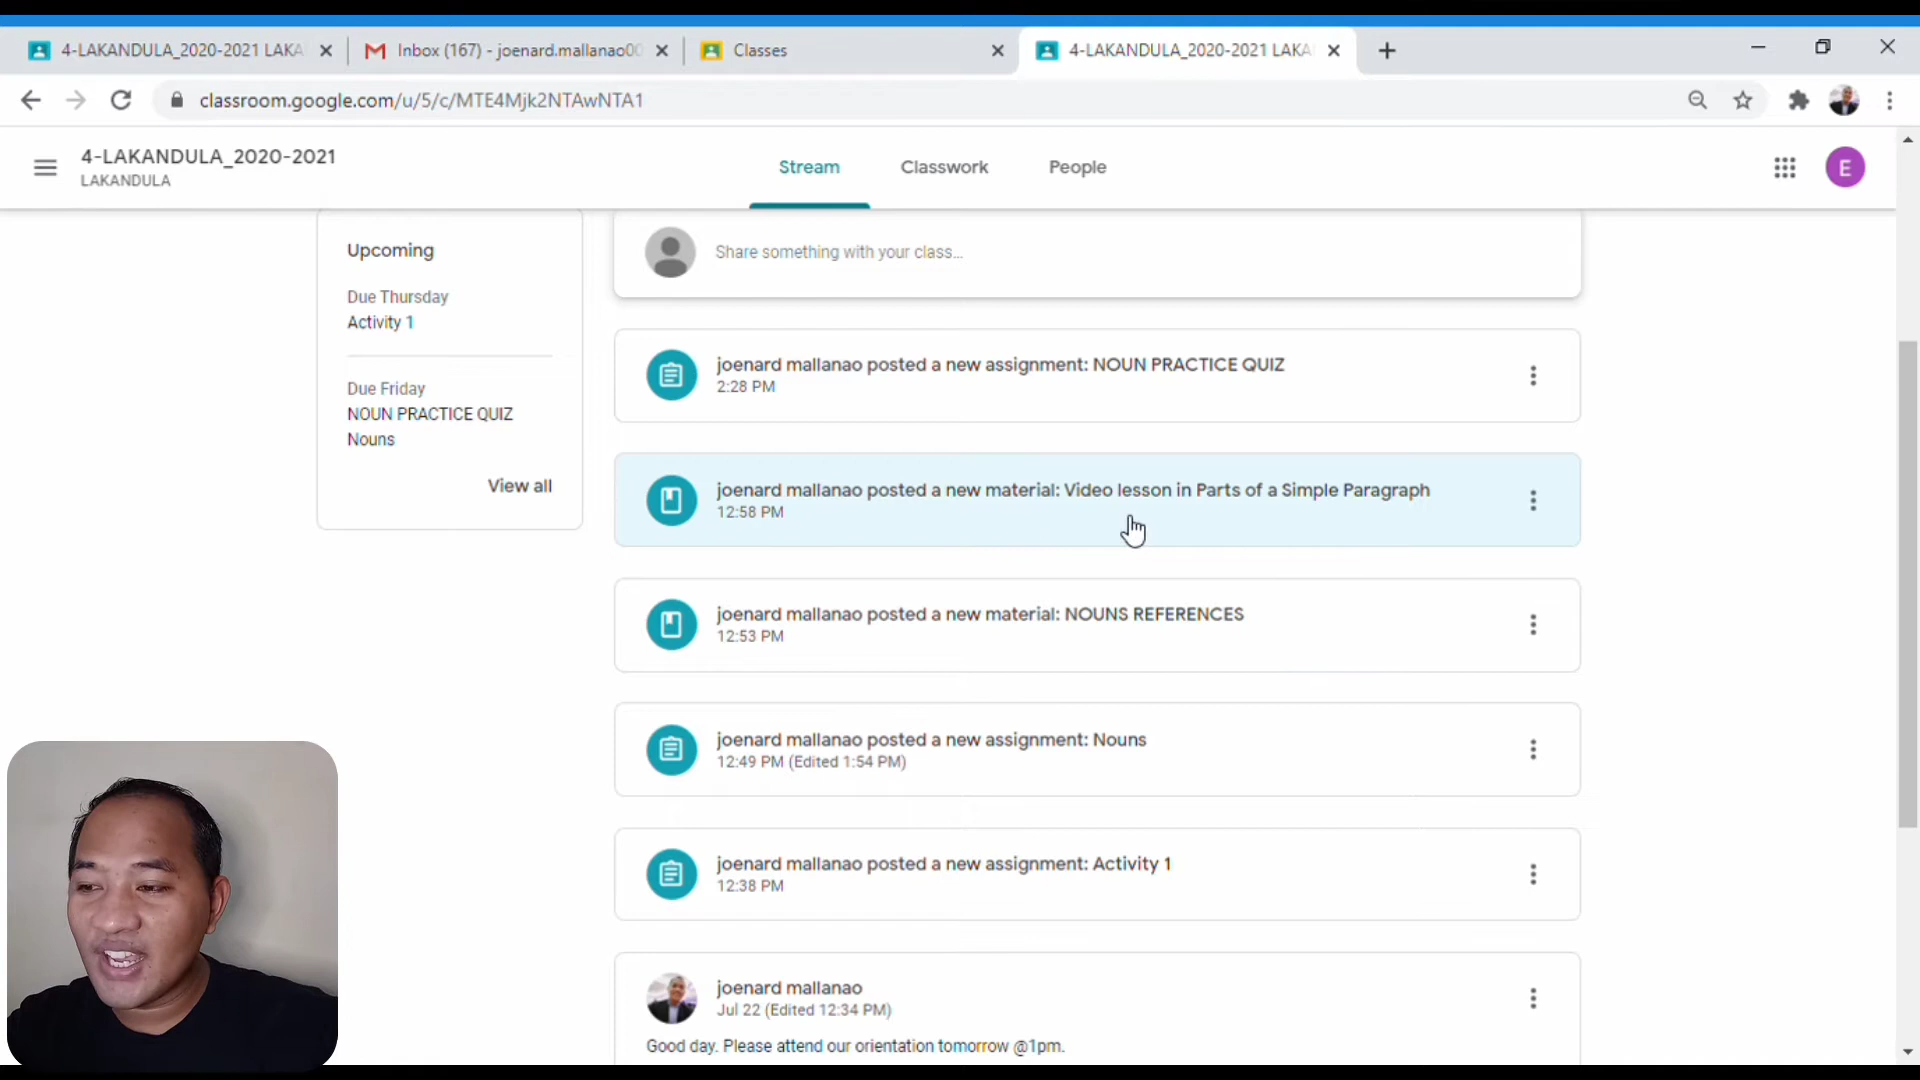 4-LAKANDULA_2020-2021 LAKA
Inbox (167) - joenard.mallanao00
Classes
4-LAKANDULA_2020-2021 LAKA
classroom.google.com/u/5/c/MTE4Mjk2NTAwNTA1
4-LAKANDULA_2020-2021
LAKANDULA
Stream
Classwork
People
E
Upcoming
Due Thursday
Activity 1
Due Friday
NOUN PRACTICE QUIZ
Nouns
View all
Share something with your class...
joenard mallanao posted a new assignment: NOUN PRACTICE QUIZ
2:28 PM
joenard mallanao posted a new material: Video lesson in Parts of a Simple Paragraph
12:58 PM
joenard mallanao posted a new material: NOUNS REFERENCES
12:53 PM
joenard mallanao posted a new assignment: Nouns
12:49 PM (Edited 1:54 PM)
joenard mallanao posted a new assignment: Activity 1
12:38 PM
joenard mallanao
Jul 22 (Edited 12:34 PM)
Good day. Please attend our orientation tomorrow @1pm.